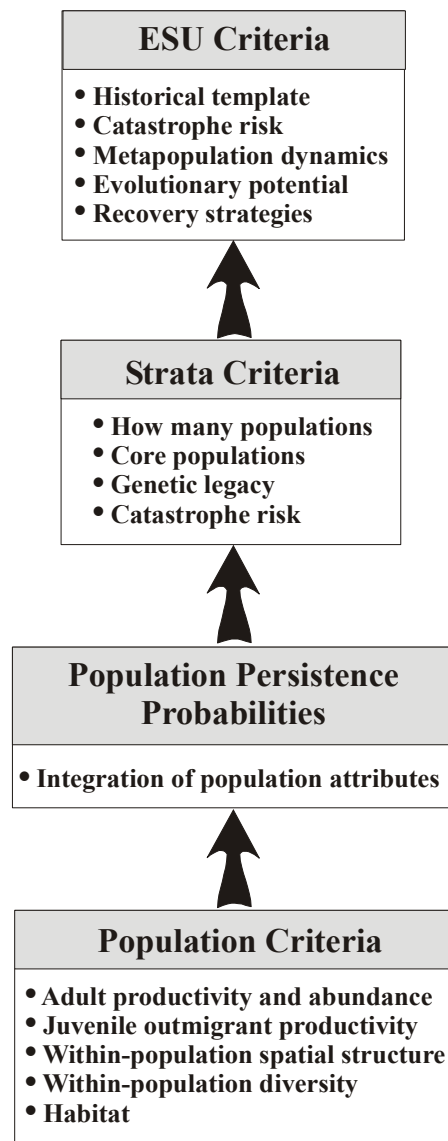 ESU Criteria
• Historical template
• Catastrophe risk
• Metapopulation dynamics
• Evolutionary potential
• Recovery strategies
Strata Criteria
• How many populations
• Core populations
• Genetic legacy
• Catastrophe risk
Population Persistence
Probabilities
• Integration of population attributes
Population Criteria
• Adult productivity and abundance
• Juvenile outmigrant productivity
• Within-population spatial structure
• Within-population diversity
• Habitat